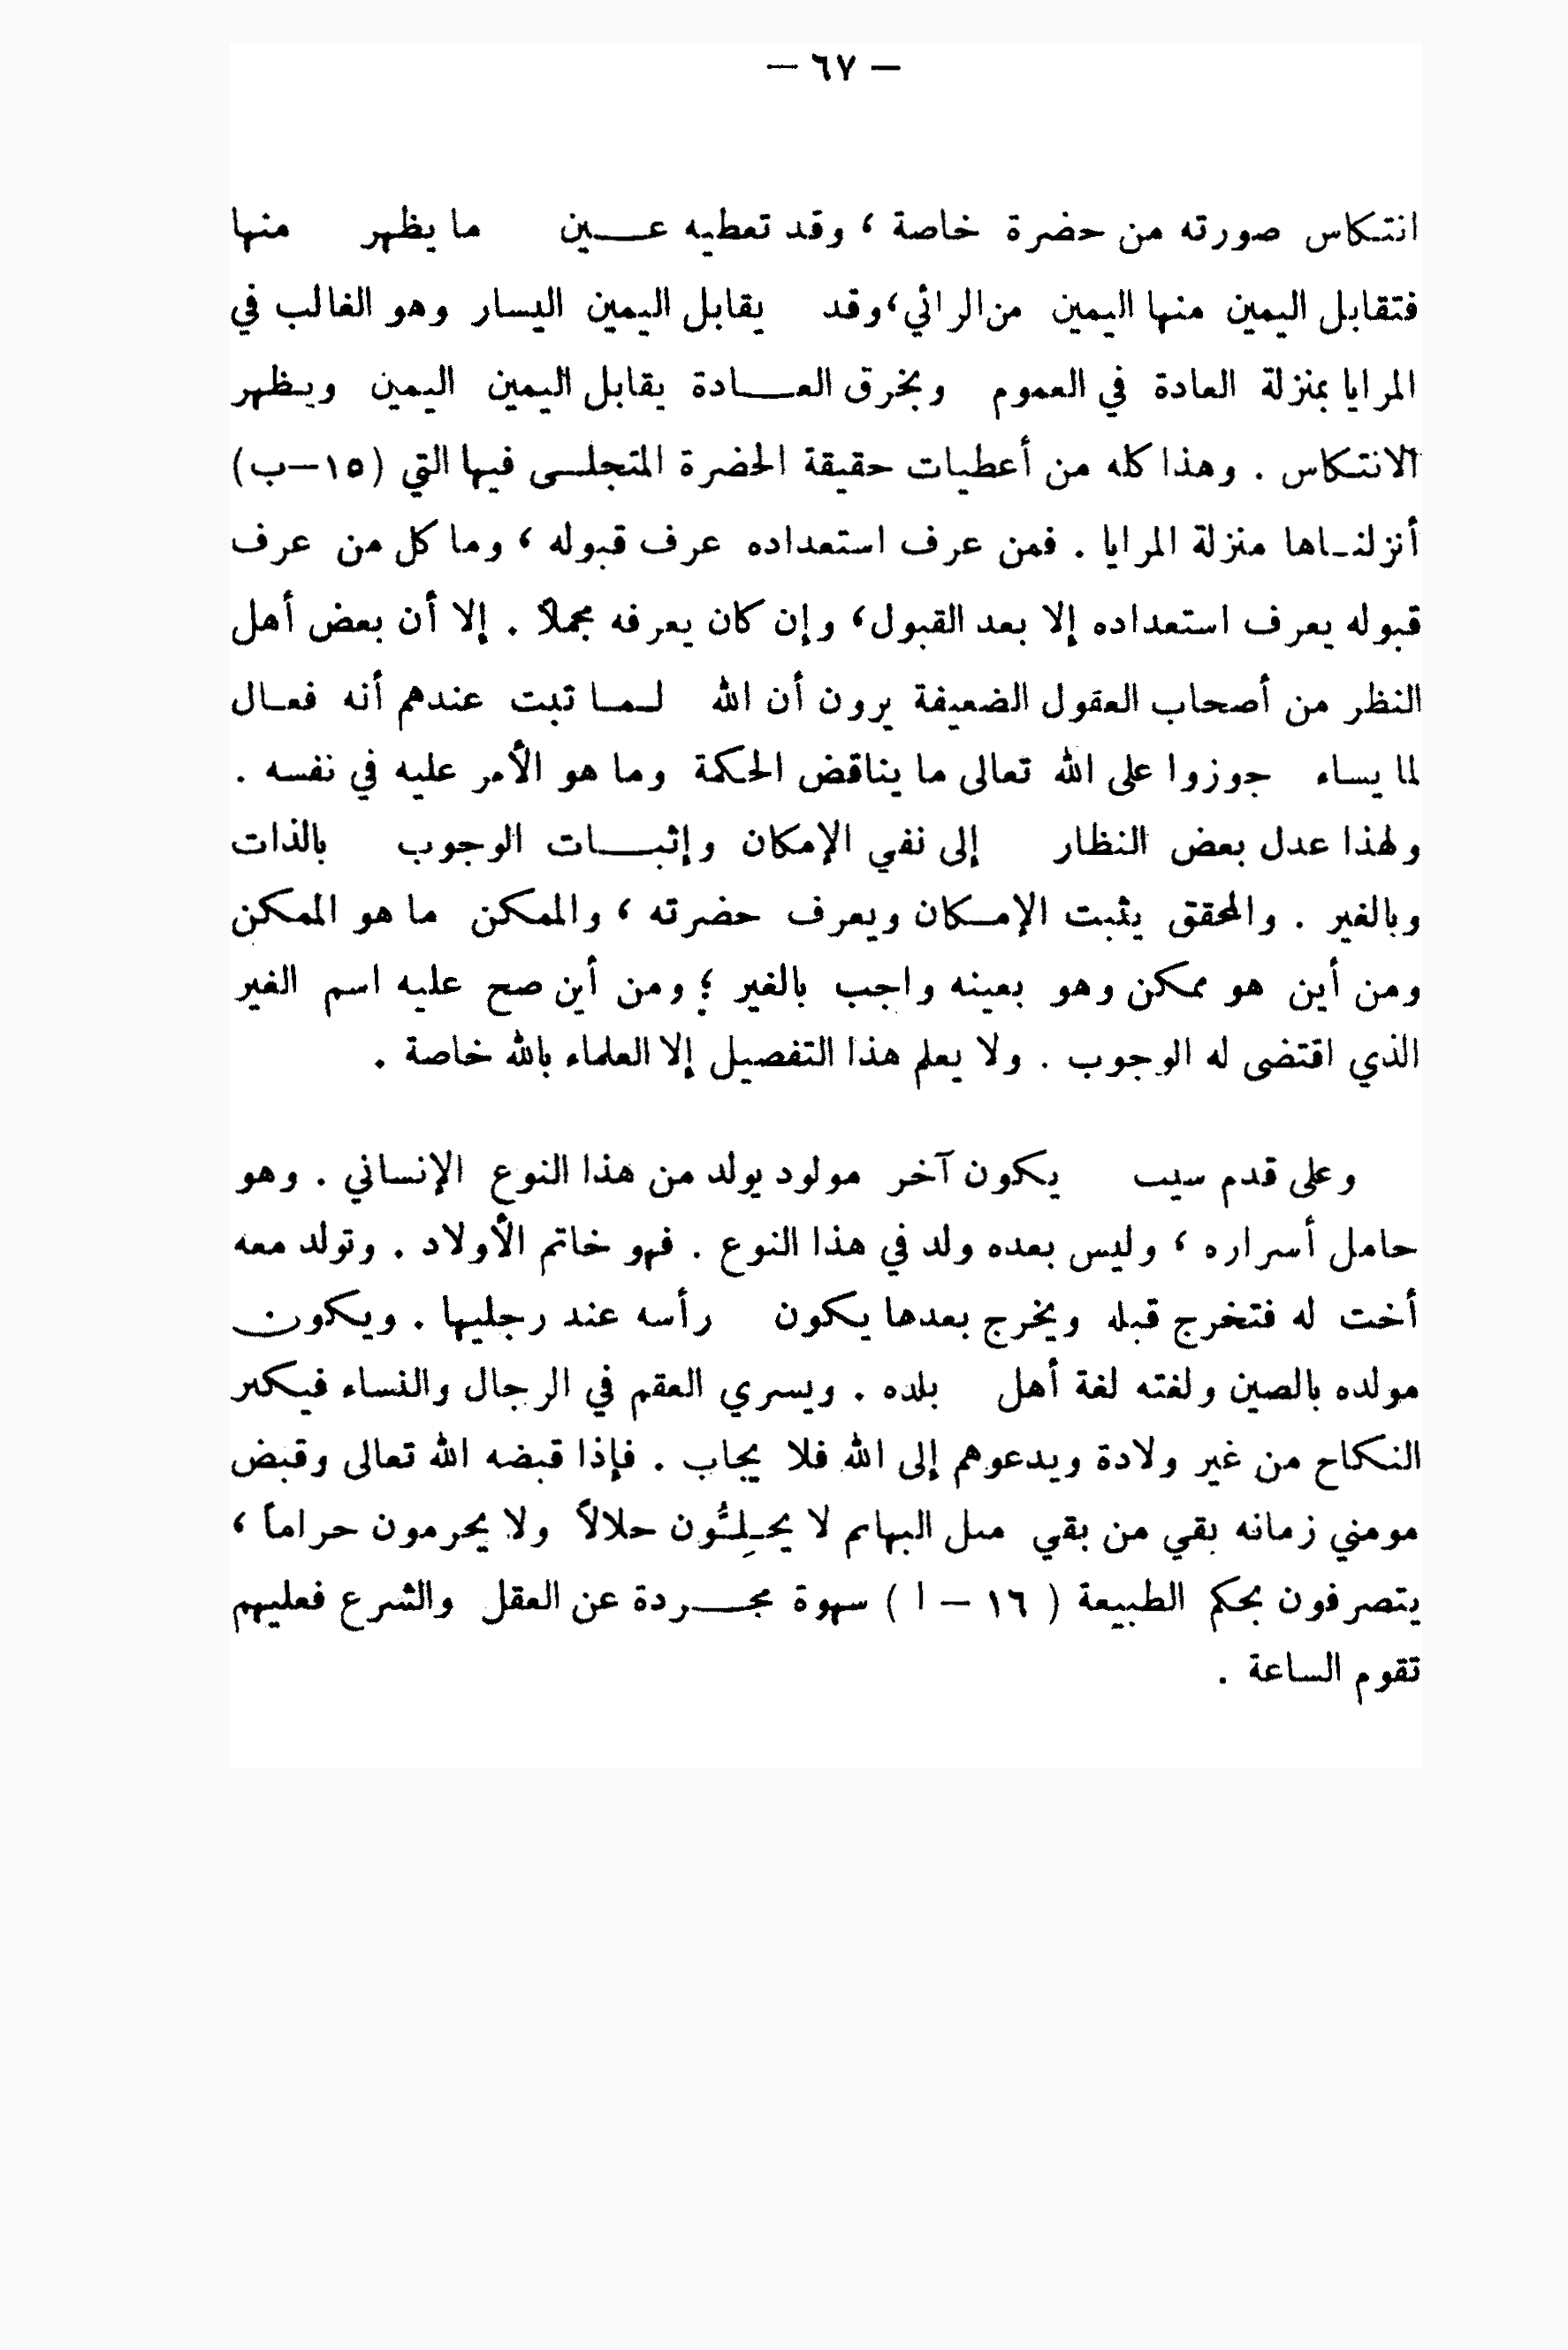 — ٦٧ —
انتكاس صورته من حضرة خاصة ، وقد تعطيه عين ما يظهر منها
فتقابل اليمين منها اليمين من الرائي ، وقد يقابل اليمين اليسار وهو الغالب في
المرايا بمنزلة العادة في العموم وبخرق العادة يقابل اليمين اليمين ويظهر
الانتكاس . وهذا كله من أعطيات حقيقة الحضرة المتجلى فيها التي (١٥–ب)
أنزلناها منزلة المرايا . فمن عرف استعداده عرف قبوله ، وما كل من عرف
قبوله يعرف استعداده إلا بعد القبول، وإن كان يعرفه مجملاً . إلا أن بعض أهل
النظر من أصحاب العقول الضعيفة يرون أن الله لما ثبت عندهم أنه فعال
لما يساء جوزوا على الله تعالى ما يناقض الحكمة وما هو الأمر عليه في نفسه .
ولهذا عدل بعض النظار إلى نفي الإمكان وإثبات الوجوب بالذات
وبالغير . والمحقق يثبت الإمكان ويعرف حضرته ، والممكن ما هو الممكن
ومن أين هو ممكن وهو بعينه واجب بالغير ؛ ومن أين صح عليه اسم الغير
الذي اقتضى له الوجوب . ولا يعلم هذا التفصيل إلا العلماء بالله خاصة .
وعلى قدم سيب يكون آخر مولود يولد من هذا النوع الإنساني . وهو
حامل أسراره ، وليس بعده ولد في هذا النوع . فهو خاتم الأولاد . وتولد معه
أخت له فتخرج قبله ويخرج بعدها يكون رأسه عند رجليها . ويكون
مولده بالصين ولغته لغة أهل بلده . ويسري العقم في الرجال والنساء فيكثر
النكاح من غير ولادة ويدعوهم إلى الله فلا يجاب . فإذا قبضه الله تعالى وقبض
مومني زمانه بقي من بقي مثل البهائم لا يحِلُّون حلالاً ولا يحرمون حراماً ،
يتصرفون بحكم الطبيعة ( ١٦ – ا ) سهوة مجردة عن العقل والشرع فعليهم
تقوم الساعة .